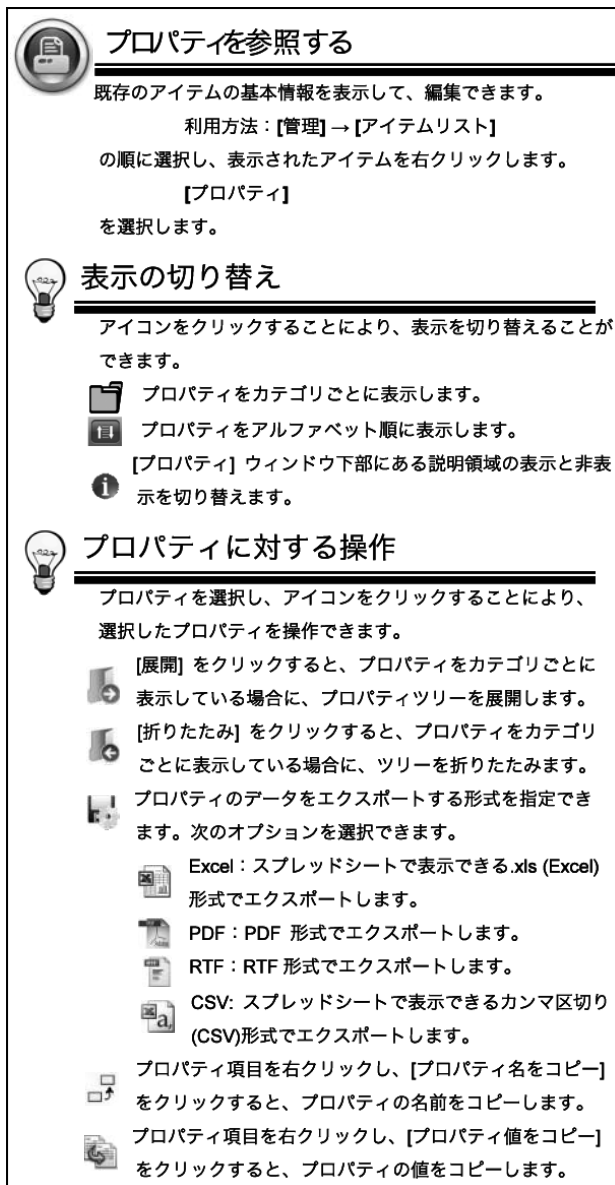 プロパティを参照する
既存のアイテムの基本情報を表示して、編集できます。
利用方法：[管理] → [アイテムリスト]
の順に選択し、表示されたアイテムを右クリックします。
[プロパティ]
を選択します。
表示の切り替え
アイコンをクリックすることにより、表示を切り替えることが
できます。
プロパティをカテゴリごとに表示します。
プロパティをアルファベット順に表示します。
[プロパティ] ウィンドウ下部にある説明領域の表示と非表
示を切り替えます。
プロパティに対する操作
プロパティを選択し、アイコンをクリックすることにより、
選択したプロパティを操作できます。
[展開] をクリックすると、プロパティをカテゴリごとに
表示している場合に、プロパティツリーを展開します。
[折りたたみ] をクリックすると、プロパティをカテゴリ
ごとに表示している場合に、ツリーを折りたたみます。
プロパティのデータをエクスポートする形式を指定でき
ます。次のオプションを選択できます。
Excel：スプレッドシートで表示できる.xls (Excel)
形式でエクスポートします。
PDF：PDF 形式でエクスポートします。
RTF：RTF 形式でエクスポートします。
CSV: スプレッドシートで表示できるカンマ区切り
(CSV)形式でエクスポートします。
プロパティ項目を右クリックし、[プロパティ名をコピー]
をクリックすると、プロパティの名前をコピーします。
プロパティ項目を右クリックし、[プロパティ値をコピー]
をクリックすると、プロパティの値をコピーします。